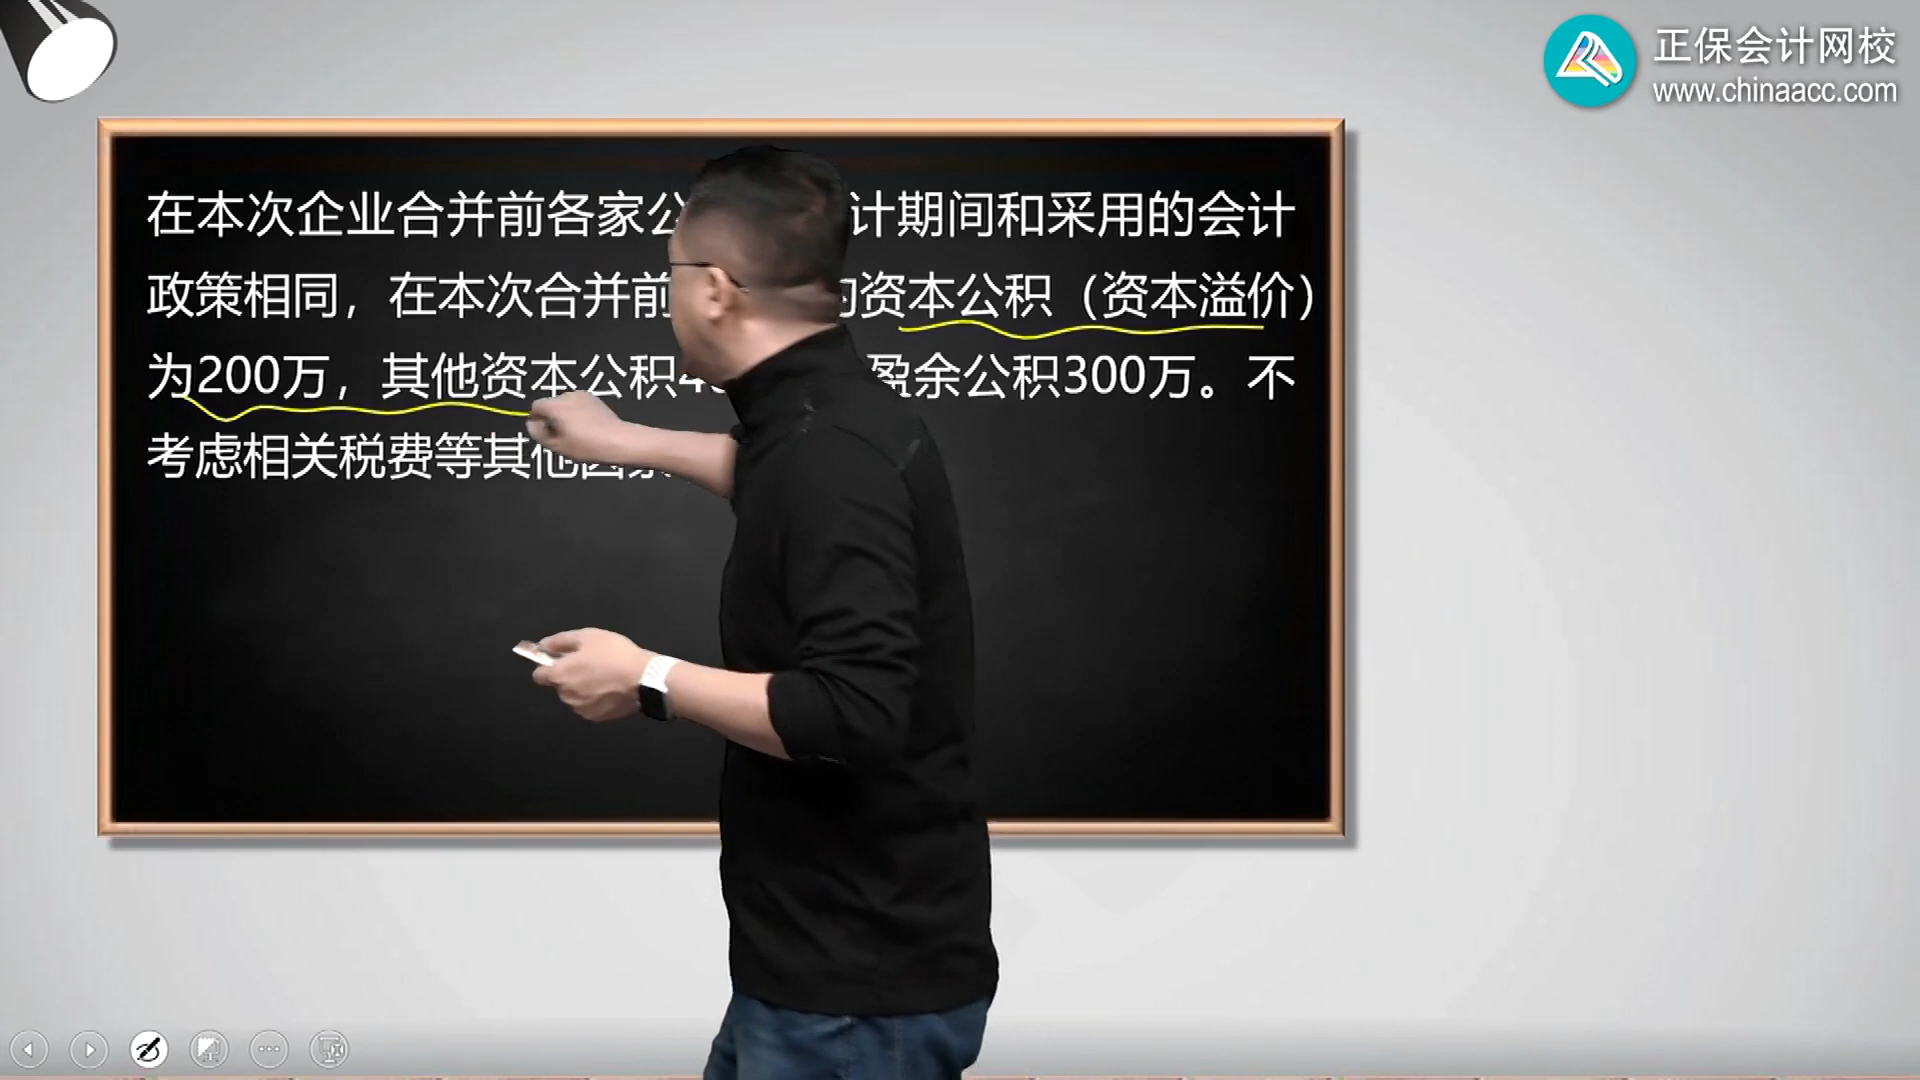 正保会计网校
www.chinaacc.com
在本次企业合并前各家公 计期间和采用的会计
政策相同，在本次合并前 的资本公积（资本溢价）
为200万，其他资本公积4 盈余公积300万。不
考虑相关税费等其他因素